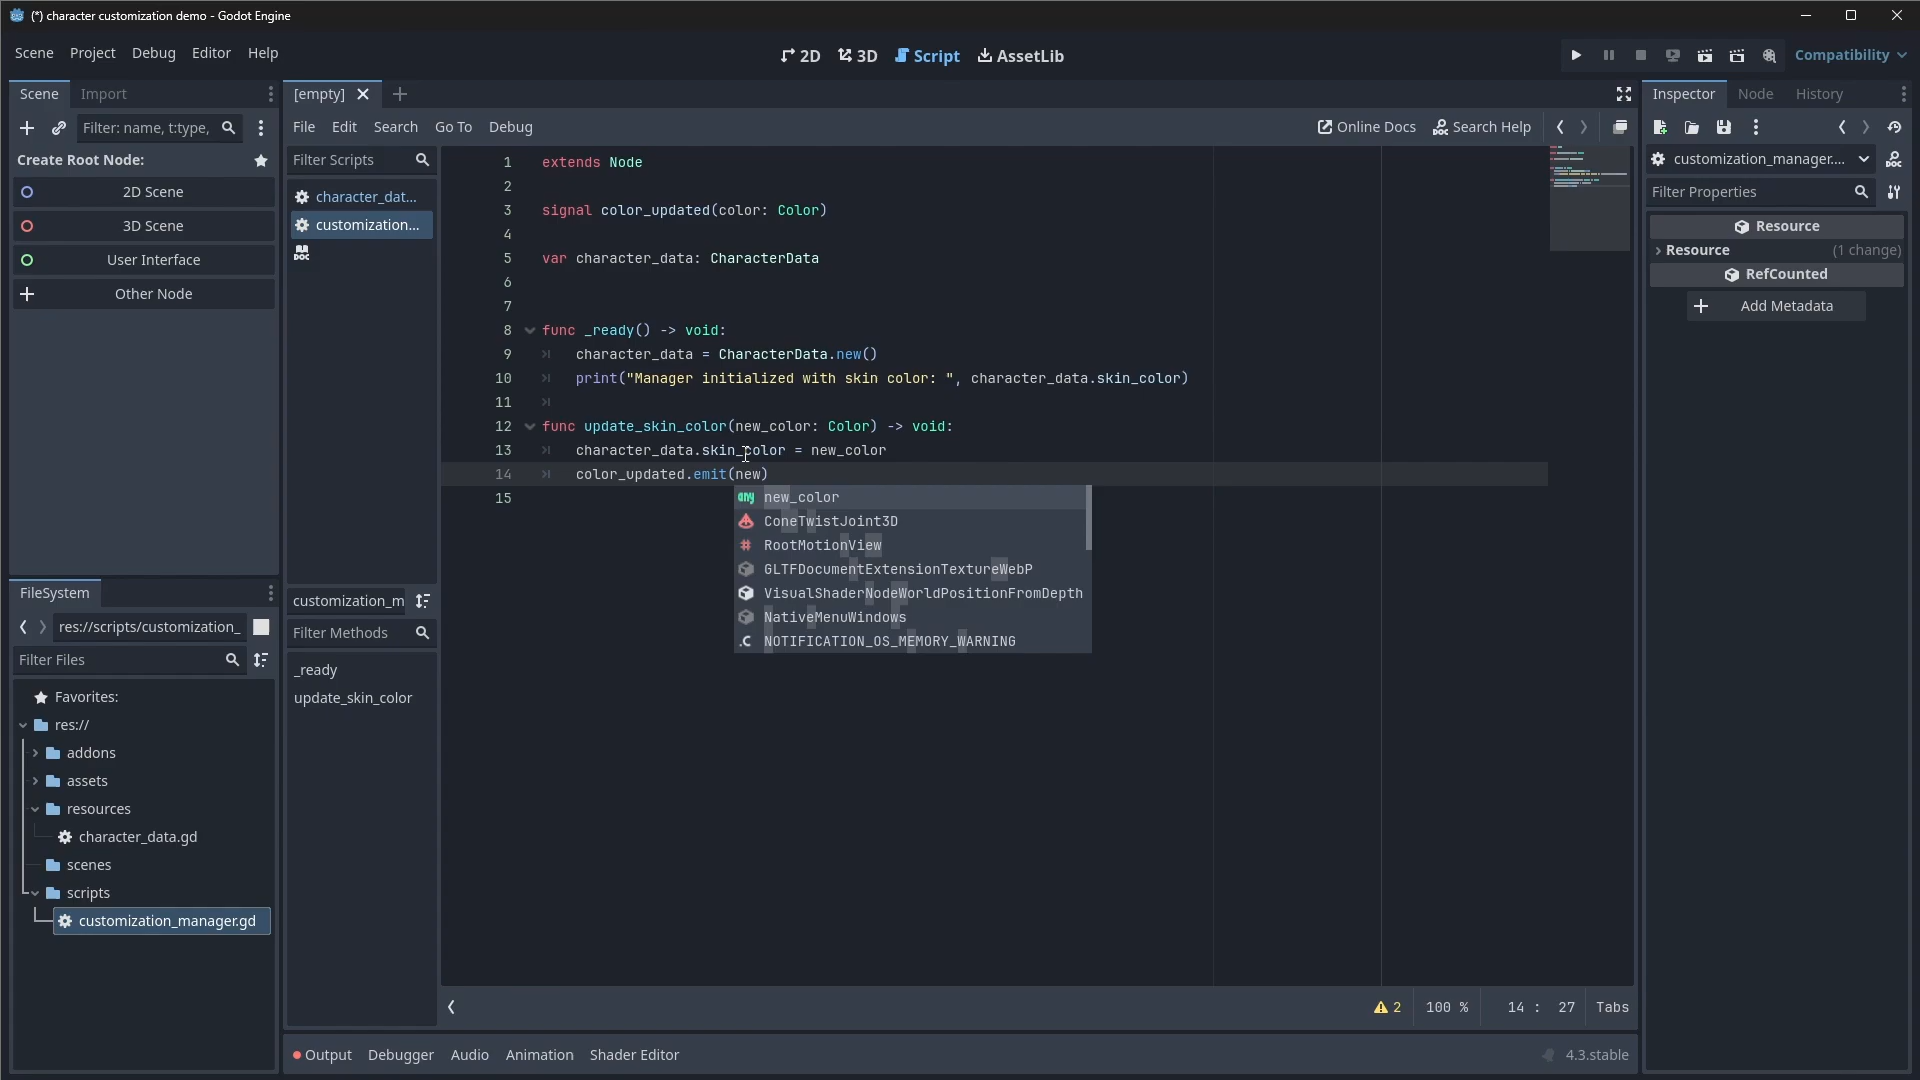 (*) character customization demo - Godot Engine
Scene Project Debug Editor Help
2D 3D Script AssetLib
Compatibility
Scene Import
Filter: name, t:type,
Create Root Node:
2D Scene
3D Scene
User Interface
Other Node
FileSystem
res://scripts/customization_
Filter Files
Favorites:
res://
addons
assets
resources
character_data.gd
scenes
scripts
customization_manager.gd
[empty]
File Edit Search Go To Debug
Online Docs Search Help
Filter Scripts
character_dat...
customization...
DOC
customization_m
Filter Methods
_ready
update_skin_color
1 extends Node
2
3 signal color_updated(color: Color)
4
5 var character_data: CharacterData
6
7
8 func _ready() -> void:
9 character_data = CharacterData.new()
10 print("Manager initialized with skin color: ", character_data.skin_color)
11
12 func update_skin_color(new_color: Color) -> void:
13 character_data.skin_color = new_color
14 color_updated.emit(new)
15
any new_color
ConeTwistJoint3D
RootMotionView
GLTFDocumentExtensionTextureWebP
VisualShaderNodeWorldPositionFromDepth
NativeMenuWindows
.C NOTIFICATION_OS_MEMORY_WARNING
2 100 % 14 : 27 Tabs
Output Debugger Audio Animation Shader Editor
4.3.stable
Inspector Node History
customization_manager....
DOC
Filter Properties
Resource
Resource (1 change)
RefCounted
Add Metadata